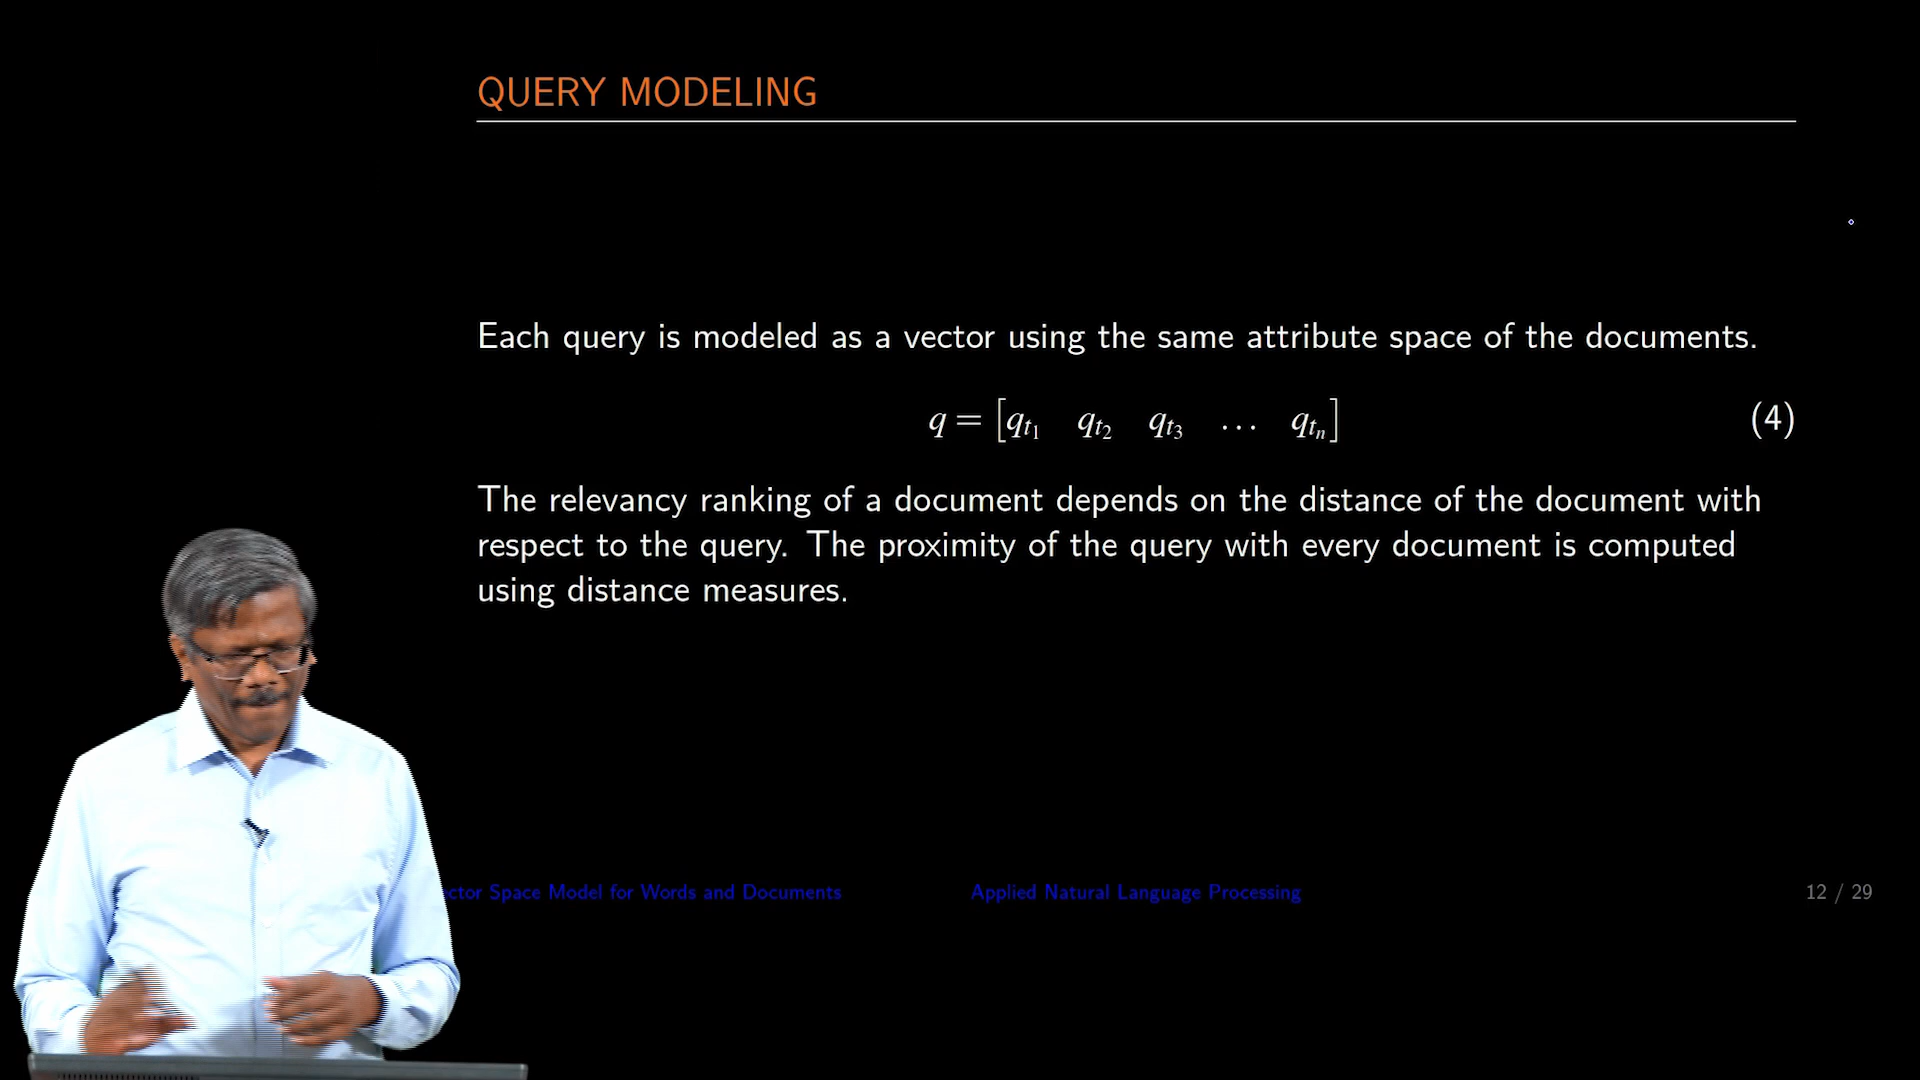 QUERY MODELING
Each query is modeled as a vector using the same attribute space of the documents.
q = [q_{t_1} q_{t_2} q_{t_3} ... q_{t_n}] (4)
The relevancy ranking of a document depends on the distance of the document with
respect to the query. The proximity of the query with every document is computed
using distance measures.
Space Model for Words and Documents Applied Natural Language Processing 12 / 29